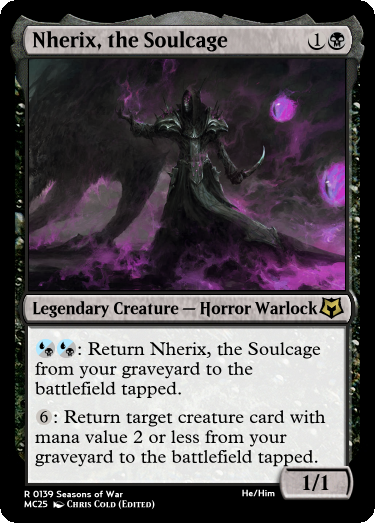 Nherix, the Soulcage 1
Legendary Creature — Horror Warlock
: Return Nherix, the Soulcage
from your graveyard to the
battlefield tapped.
6: Return target creature card with
mana value 2 or less from your
graveyard to the battlefield tapped.
1/1
R 0139 Seasons of War He/Him
MC25 Chris Cold (Edited)